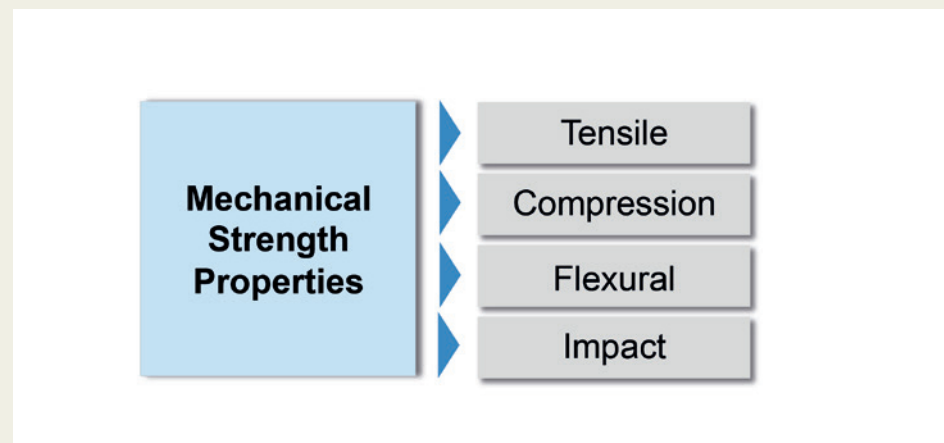 Mechanical
Strength
Properties
Tensile
Compression
Flexural
Impact